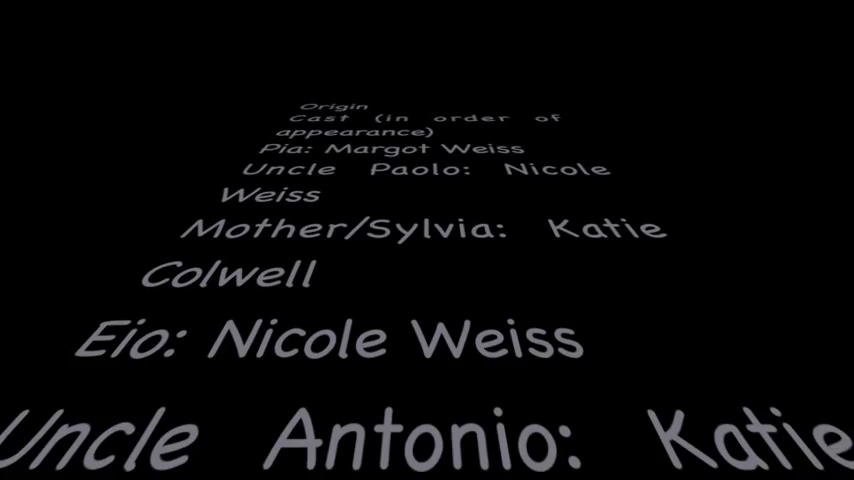 Origin
Cast (in order of
appearance)
Pia: Margot Weiss
Uncle Paolo: Nicole
Weiss
Mother/Sylvia: Katie
Colwell
Eio: Nicole Weiss
Uncle Antonio: Katie